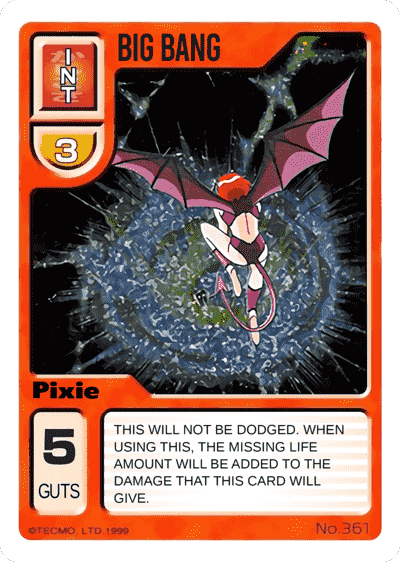 BIG BANG
INT
3
Pixie
5
GUTS
THIS WILL NOT BE DODGED. WHEN
USING THIS, THE MISSING LIFE
AMOUNT WILL BE ADDED TO THE
DAMAGE THAT THIS CARD WILL
GIVE.
©TECMO, LTD.1999
No.361